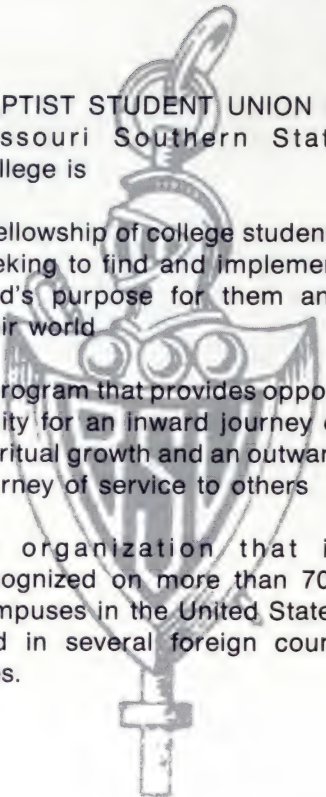 PTIST STUDENT UNION
ssouri Southern Stat
llege is
ellowship of college studen
eking to find and implemen
d's purpose for them an
ir world
rogram that provides oppo
ity for an inward journey
ritual growth and an outwar
rney of service to others
organization that i
ognized on more than 70
mpuses in the United State
d in several foreign coun
es.